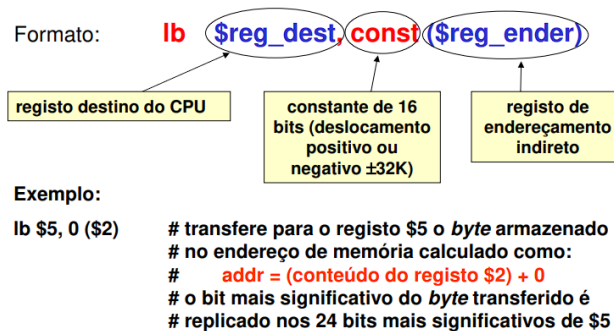 Formato: lb $reg_dest, const ($reg_ender)
registo destino do CPU
constante de 16
bits (deslocamento
positivo ou
negativo ±32K)
registo de
endereçamento
indireto
Exemplo:
lb $5, 0 ($2) # transfere para o registo $5 o byte armazenado
# no endereço de memória calculado como:
# addr = (conteúdo do registo $2) + 0
# o bit mais significativo do byte transferido é
# replicado nos 24 bits mais significativos de $5